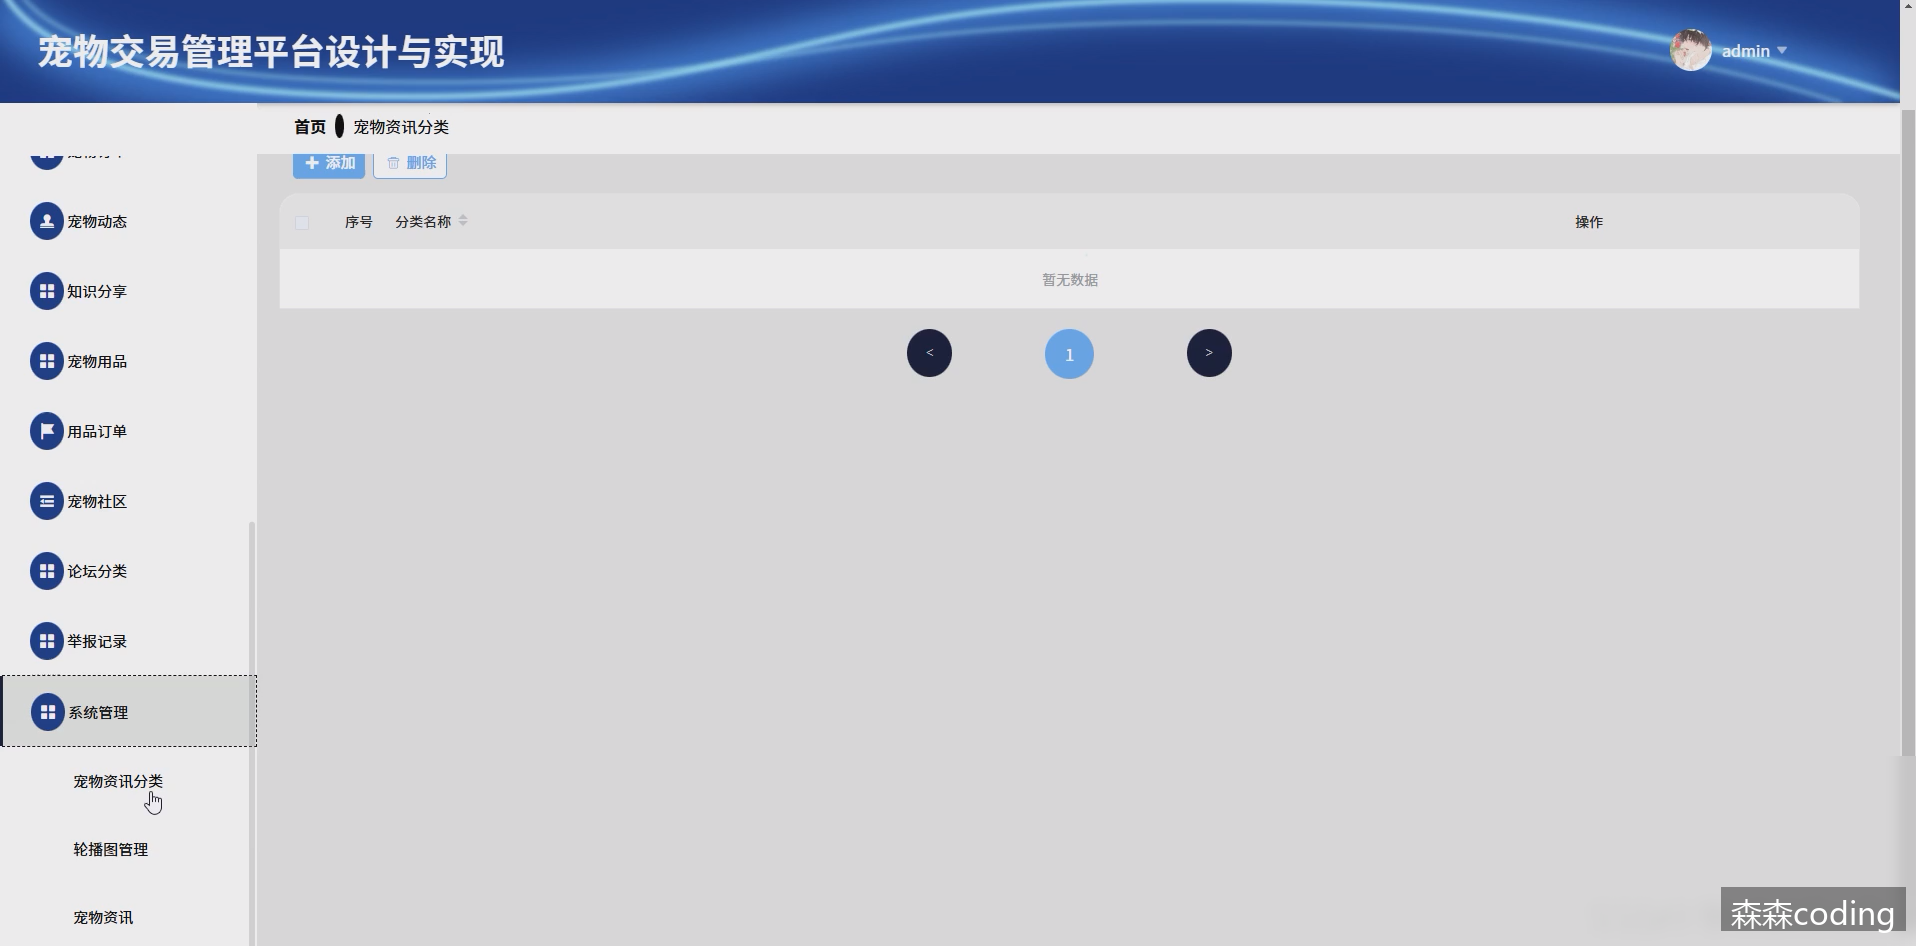 宠物交易管理平台设计与实现
admin
首页 宠物资讯分类
添加 删除
序号 分类名称 操作
暂无数据
< 1 >
宠物动态
知识分享
宠物用品
用品订单
宠物社区
论坛分类
举报记录
系统管理
宠物资讯分类
轮播图管理
宠物资讯
森森coding